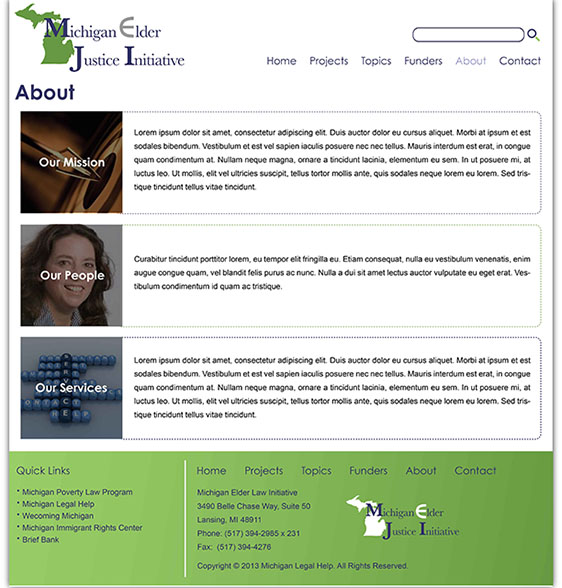 Michigan Elder
Justice Initiative
Home Projects Topics Funders About Contact
About
Our Mission
Lorem ipsum dolor sit amet, consectetur adipiscing elit. Duis auctor dolor eu cursus aliquet. Morbi at ipsum et est
sodales bibendum. Vestibulum et est vel sapien iaculis posuere nec nec tellus. Mauris interdum est erat, in congue
quam condimentum at. Nullam neque magna, ornare a tincidunt lacinia, elementum eu sem. In ut posuere mi, at
luctus leo. Ut mollis, elit vel ultricies suscipit, tellus tortor mollis ante, quis sodales neque lorem eu lorem. Sed tris-
tique tincidunt tellus vitae tincidunt.
Our People
Curabitur tincidunt porttitor lorem, eu tempor elit fringilla eu. Etiam consequat, nulla eu vestibulum venenatis, enim
augue congue quam, vel blandit felis purus ac nunc. Nulla a dui sit amet lectus auctor vulputate eu eget erat. Ves-
tibulum condimentum id quam ac tristique.
Our Services
SERVICE
CONTACT
HELP
Lorem ipsum dolor sit amet, consectetur adipiscing elit. Duis auctor dolor eu cursus aliquet. Morbi at ipsum et est
sodales bibendum. Vestibulum et est vel sapien iaculis posuere nec nec tellus. Mauris interdum est erat, in congue
quam condimentum at. Nullam neque magna, ornare a tincidunt lacinia, elementum eu sem. In ut posuere mi, at
luctus leo. Ut mollis, elit vel ultricies suscipit, tellus tortor mollis ante, quis sodales neque lorem eu lorem. Sed tris-
tique tincidunt tellus vitae tincidunt.
Quick Links
• Michigan Poverty Law Program
• Michigan Legal Help
• Wecoming Michigan
• Michigan Immigrant Rights Center
• Brief Bank
Home Projects Topics Funders About Contact
Michigan Elder Law Initiative
3490 Belle Chase Way, Suite 50
Lansing, MI 48911
Phone: (517) 394-2985 x 231
Fax: (517) 394-4276
Michigan Elder
Justice Initiative
Copyright © 2013 Michigan Legal Help. All Rights Reserved.